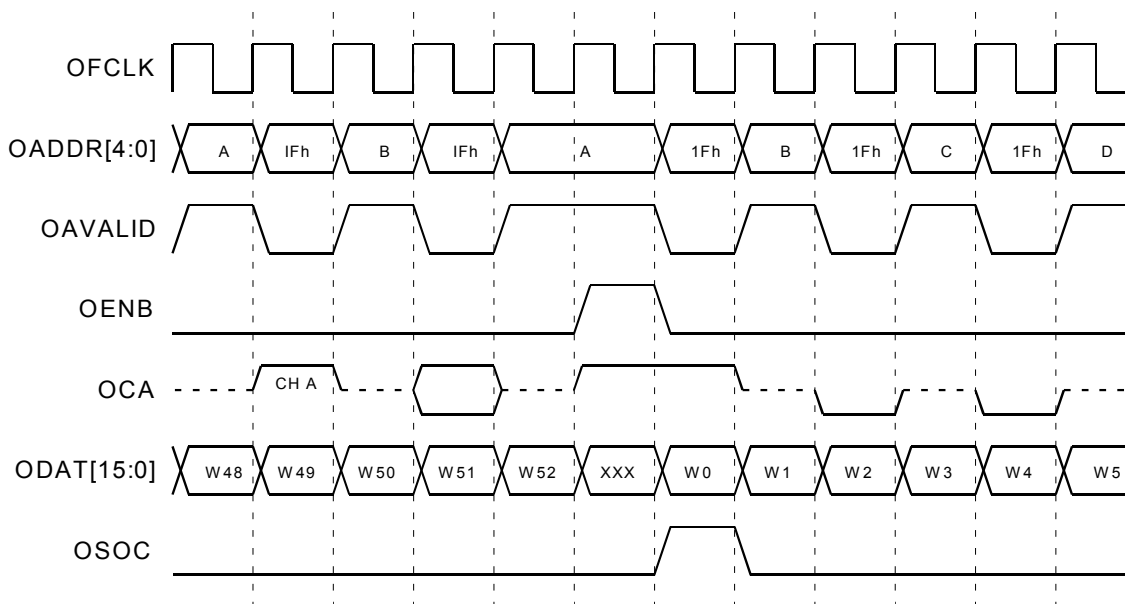 OFCLK
OADDR[4:0] A IFh B IFh A 1Fh B 1Fh C 1Fh D
OAVALID
OENB
OCA CH A
ODAT[15:0] W48 W49 W50 W51 W52 XXX W0 W1 W2 W3 W4 W5
OSOC